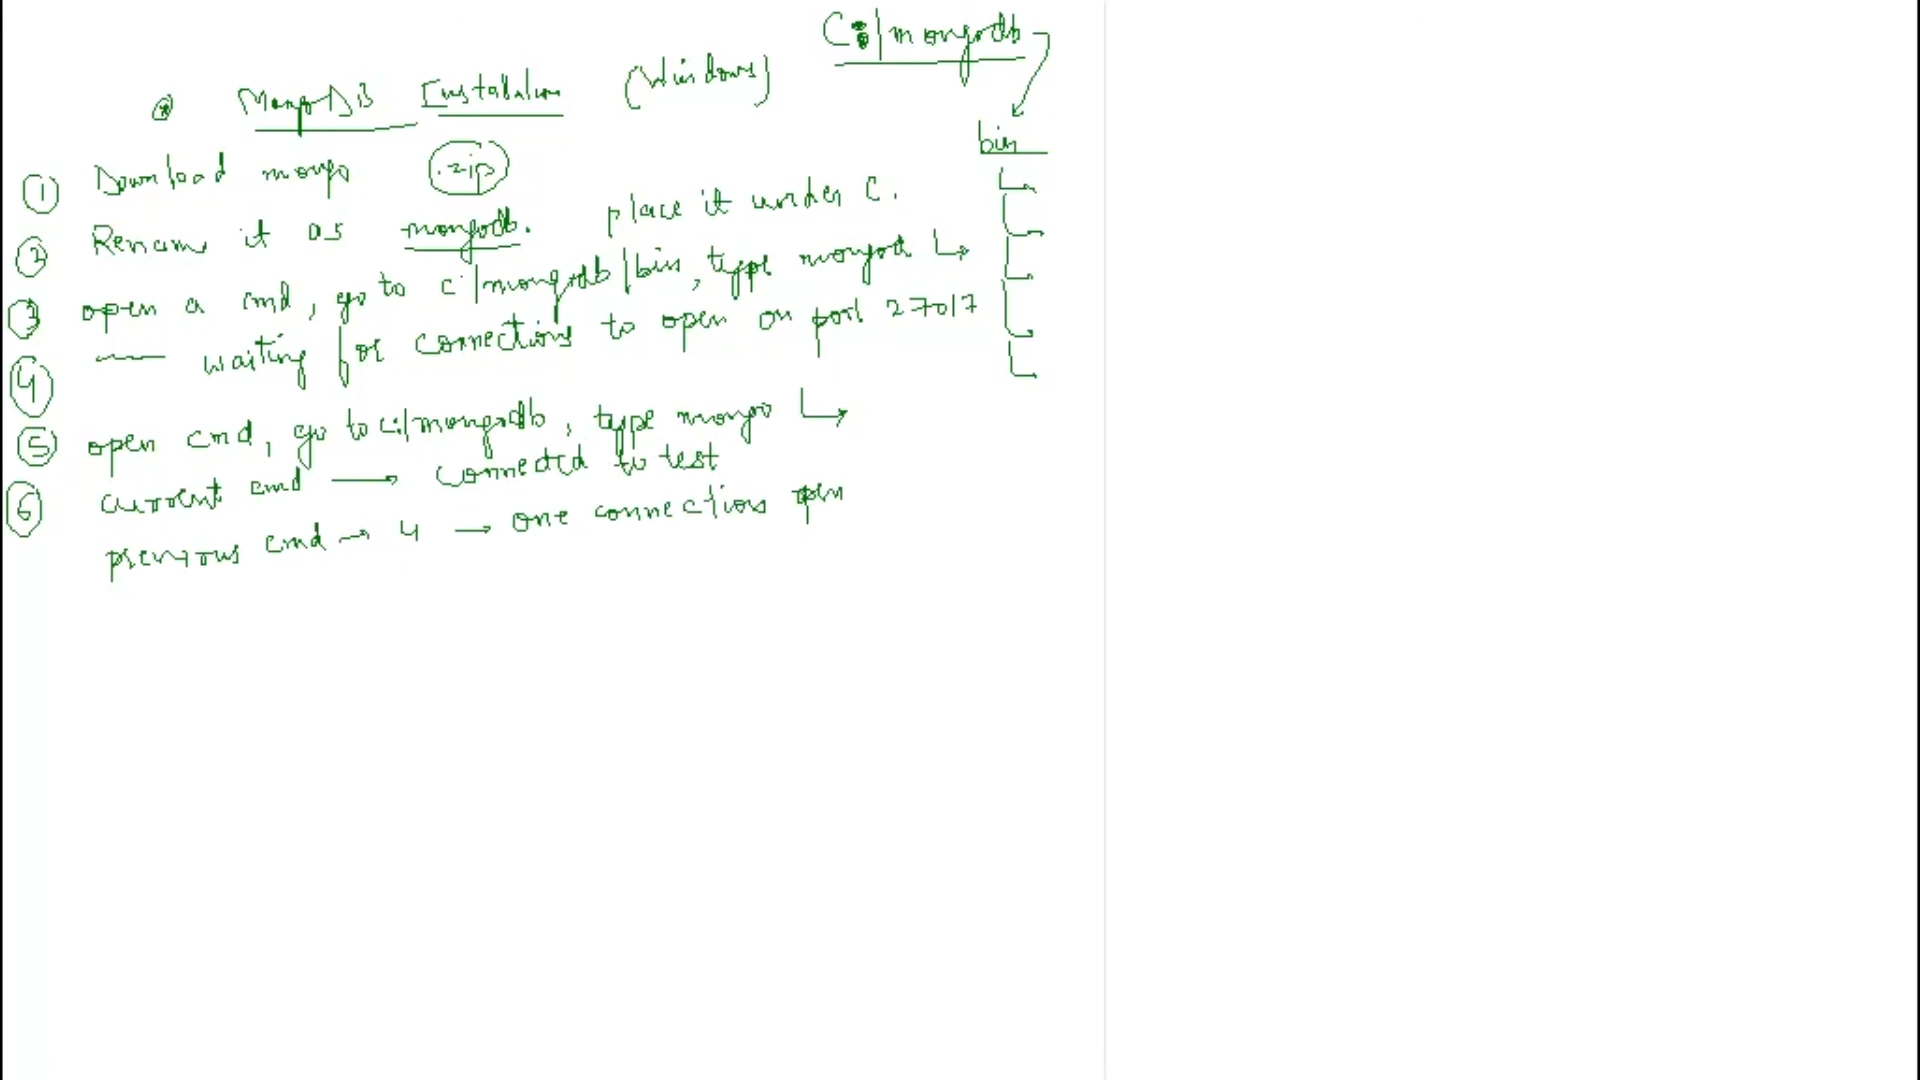 C:/mongodb
MongoDB Installation (Windows)
bin
① Download mongo .zip
② Rename it as mongodb. place it under C.
③ open a cmd, go to c:/mongodb/bin, type mongod ↳
④ — waiting for connections to open on port 27017
⑤ open cmd, go to c:/mongodb, type mongo ↳
⑥ current cmd → connected to test
previous cmd → 4 → one connection open